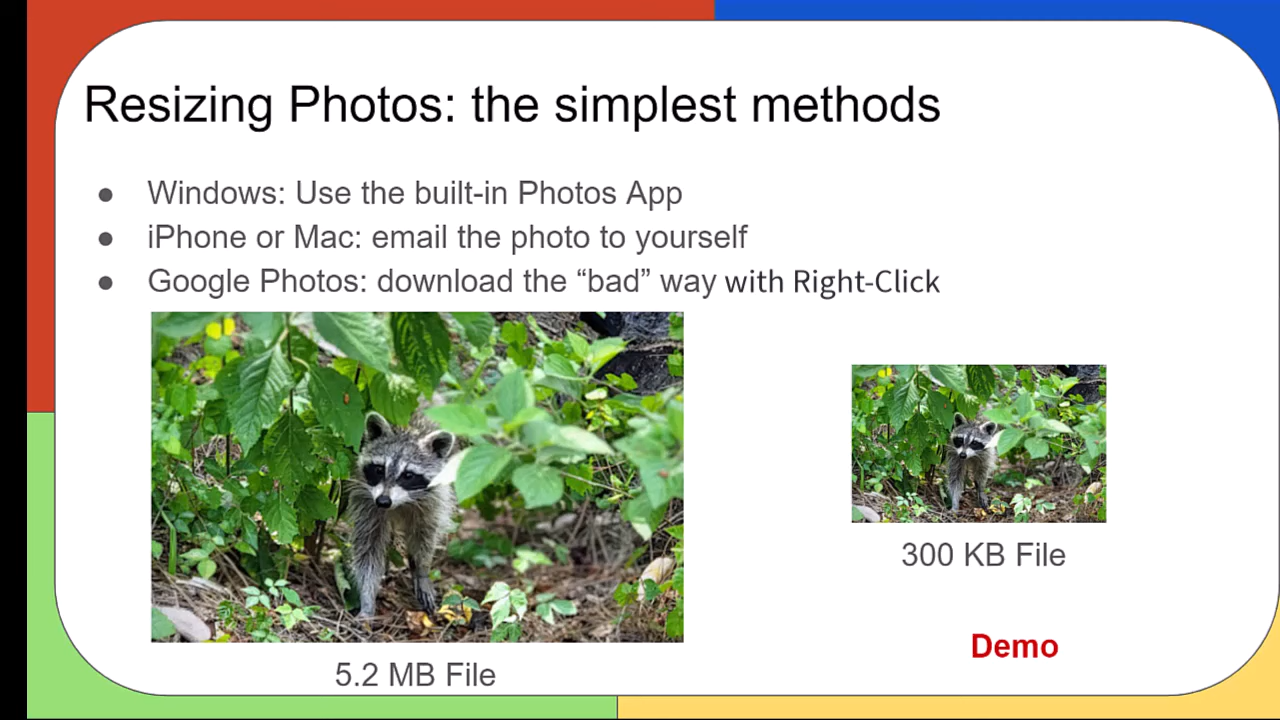 Resizing Photos: the simplest methods
● Windows: Use the built-in Photos App
● iPhone or Mac: email the photo to yourself
● Google Photos: download the “bad” way with Right-Click
300 KB File
Demo
5.2 MB File